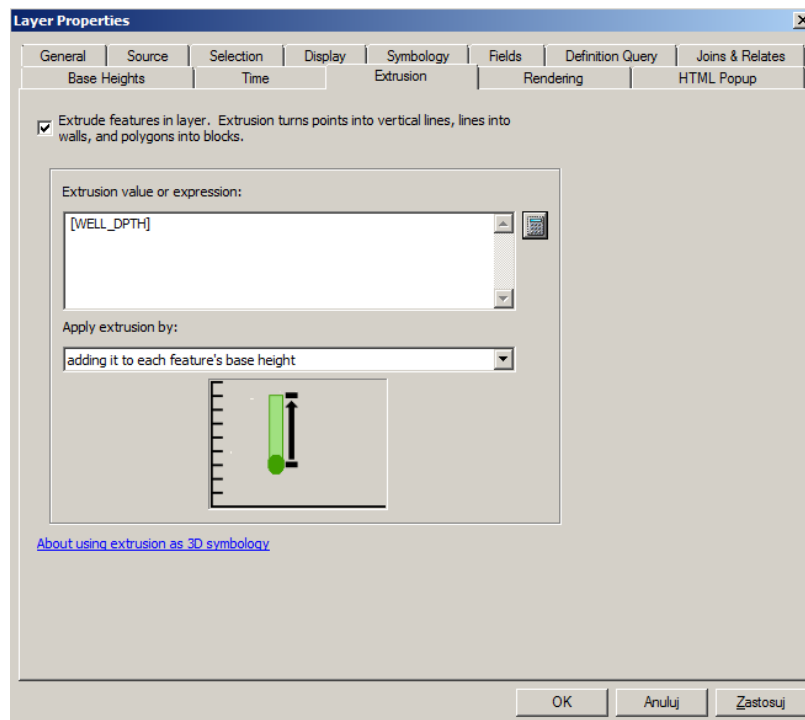 Layer Properties
General Source Selection Display Symbology Fields Definition Query Joins & Relates
Base Heights Time Extrusion Rendering HTML Popup
Extrude features in layer. Extrusion turns points into vertical lines, lines into
walls, and polygons into blocks.
Extrusion value or expression:
[WELL_DPTH]
Apply extrusion by:
adding it to each feature's base height
About using extrusion as 3D symbology
OK Anuluj Zastosuj